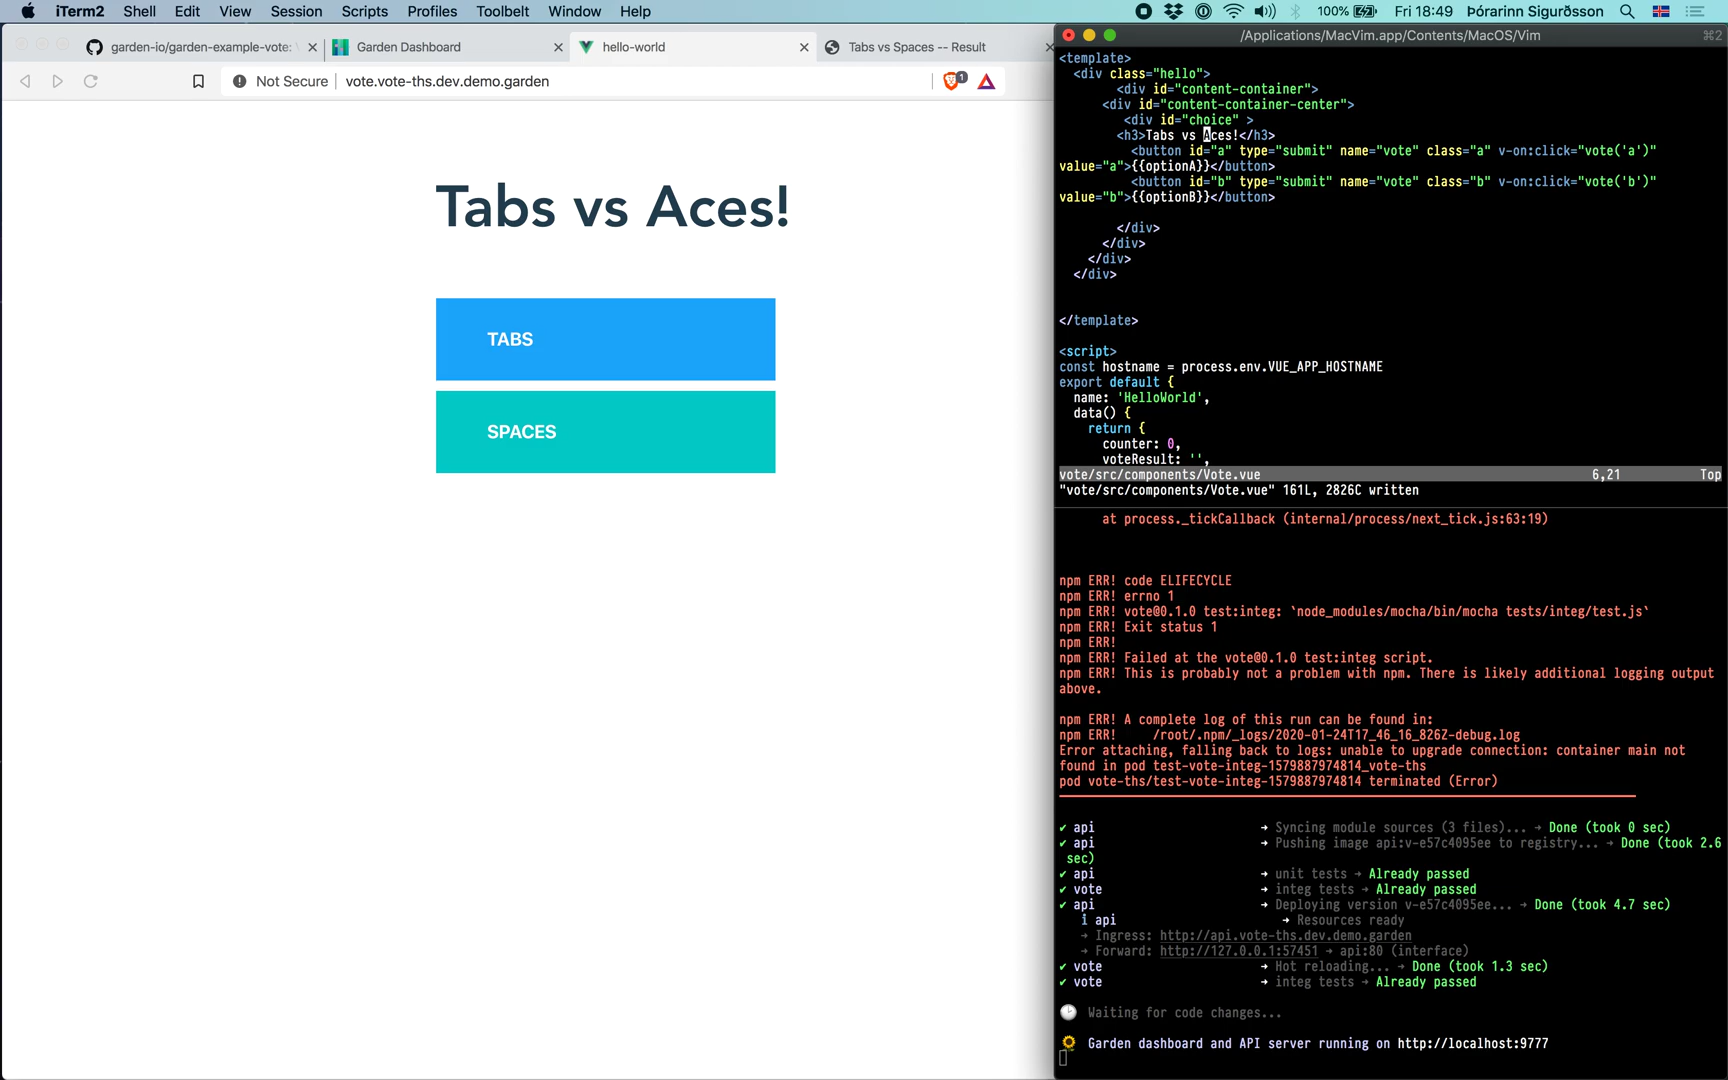 iTerm2 Shell Edit View Session Scripts Profiles Toolbelt Window Help 100% Fri 18:49 Þórarinn Sigurðsson
garden-io/garden-example-vote: Garden Dashboard hello-world Tabs vs Spaces -- Result
Not Secure vote.vote-ths.dev.demo.garden 1
Tabs vs Aces!
TABS
SPACES
/Applications/MacVim.app/Contents/MacOS/Vim ⌘2
<template>
<div class="hello">
<div id="content-container">
<div id="content-container-center">
<div id="choice" >
<h3>Tabs vs Aces!</h3>
<button id="a" type="submit" name="vote" class="a" v-on:click="vote('a')"
value="a">{{optionA}}</button>
<button id="b" type="submit" name="vote" class="b" v-on:click="vote('b')"
value="b">{{optionB}}</button>
</div>
</div>
</div>
</div>
</template>
<script>
const hostname = process.env.VUE_APP_HOSTNAME
export default {
name: 'HelloWorld',
data() {
return {
counter: 0,
voteResult: '',
vote/src/components/Vote.vue 6,21 Top
"vote/src/components/Vote.vue" 161L, 2826C written
at process._tickCallback (internal/process/next_tick.js:63:19)
npm ERR! code ELIFECYCLE
npm ERR! errno 1
npm ERR! vote@0.1.0 test:integ: `node_modules/mocha/bin/mocha tests/integ/test.js`
npm ERR! Exit status 1
npm ERR!
npm ERR! Failed at the vote@0.1.0 test:integ script.
npm ERR! This is probably not a problem with npm. There is likely additional logging output
above.
npm ERR! A complete log of this run can be found in:
npm ERR! /root/.npm/_logs/2020-01-24T17_46_16_826Z-debug.log
Error attaching, falling back to logs: unable to upgrade connection: container main not
found in pod test-vote-integ-1579887974814_vote-ths
pod vote-ths/test-vote-integ-1579887974814 terminated (Error)
✔ api → Syncing module sources (3 files)... → Done (took 0 sec)
✔ api → Pushing image api:v-e57c4095ee to registry... → Done (took 2.6
sec)
✔ api → unit tests → Already passed
✔ vote → integ tests → Already passed
✔ api → Deploying version v-e57c4095ee... → Done (took 4.7 sec)
ℹ api → Resources ready
→ Ingress: http://api.vote-ths.dev.demo.garden
→ Forward: http://127.0.0.1:57451 → api:80 (interface)
✔ vote → Hot reloading... → Done (took 1.3 sec)
✔ vote → integ tests → Already passed
Waiting for code changes...
Garden dashboard and API server running on http://localhost:9777